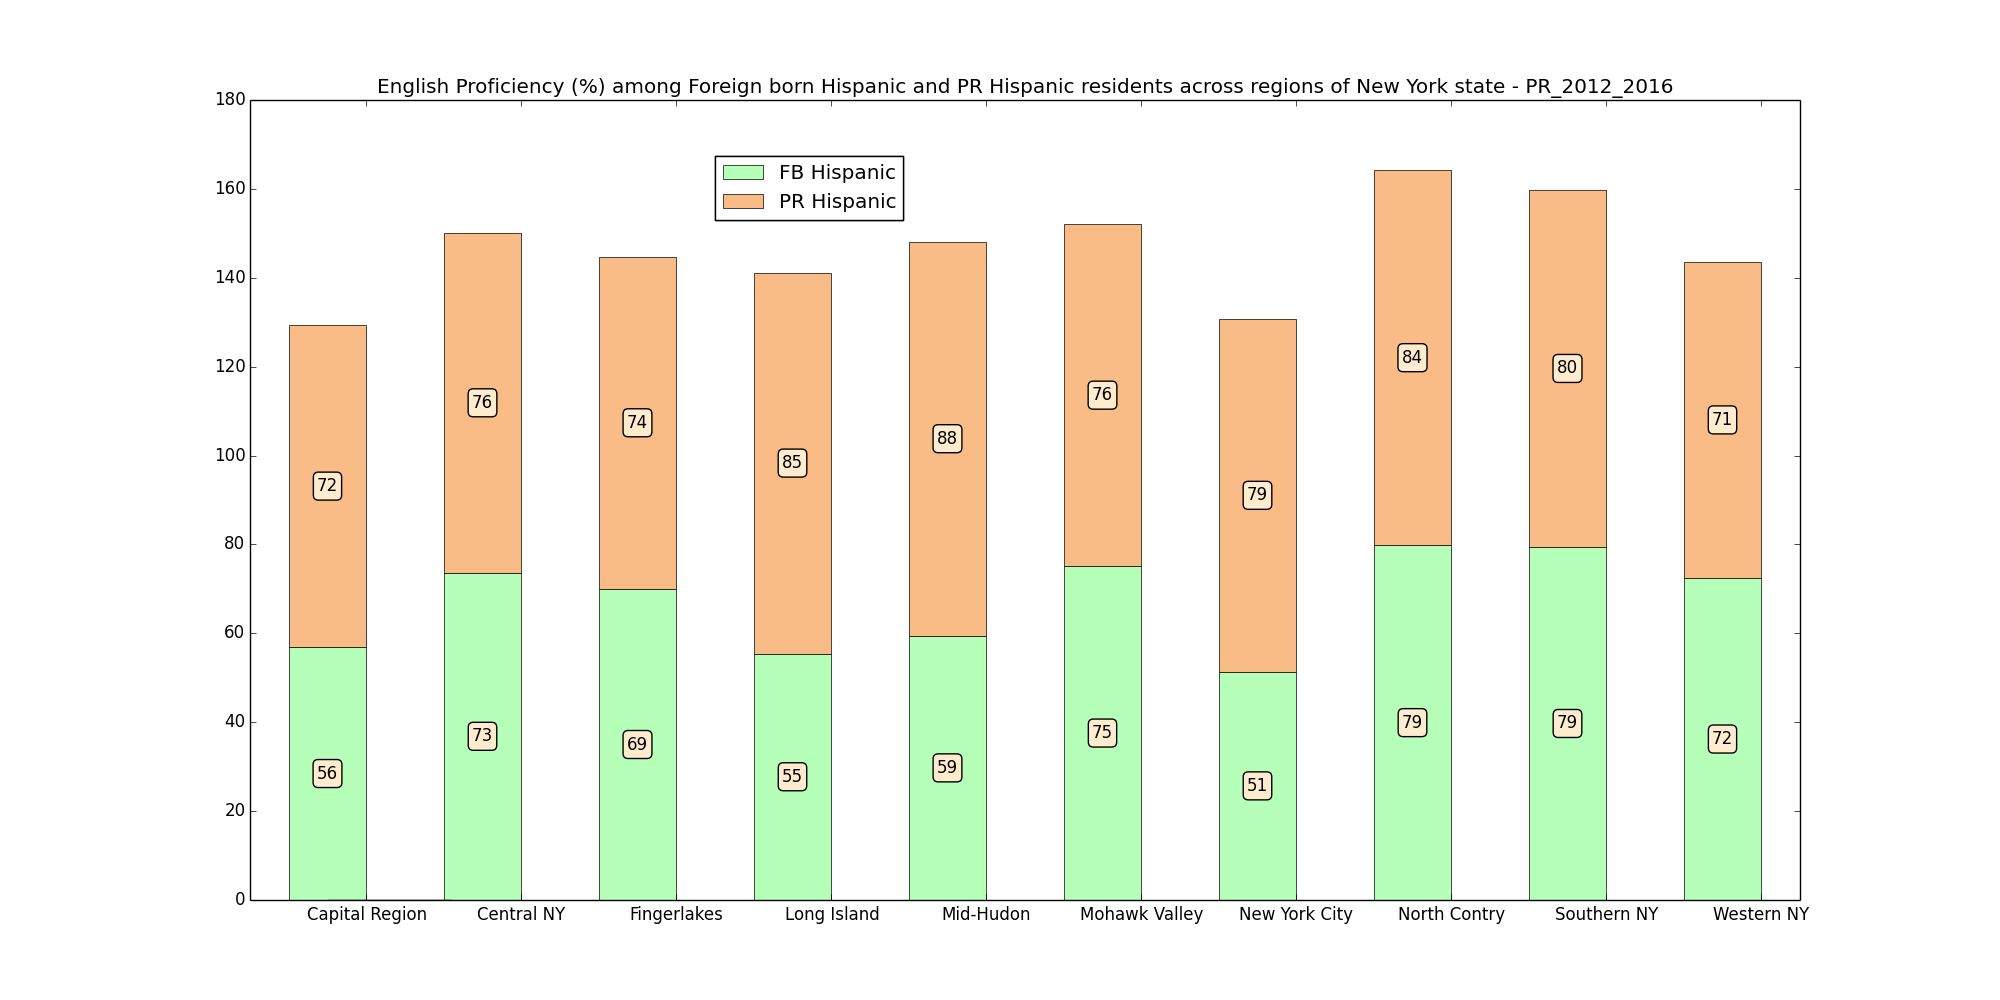 English Proficiency (%) among Foreign born Hispanic and PR Hispanic residents across regions of New York state - PR_2012_2016
180
160
140
120
100
80
60
40
20
0
FB Hispanic
PR Hispanic
72
76
74
85
88
76
79
84
80
71
56
73
69
55
59
75
51
79
79
72
Capital Region
Central NY
Fingerlakes
Long Island
Mid-Hudon
Mohawk Valley
New York City
North Contry
Southern NY
Western NY